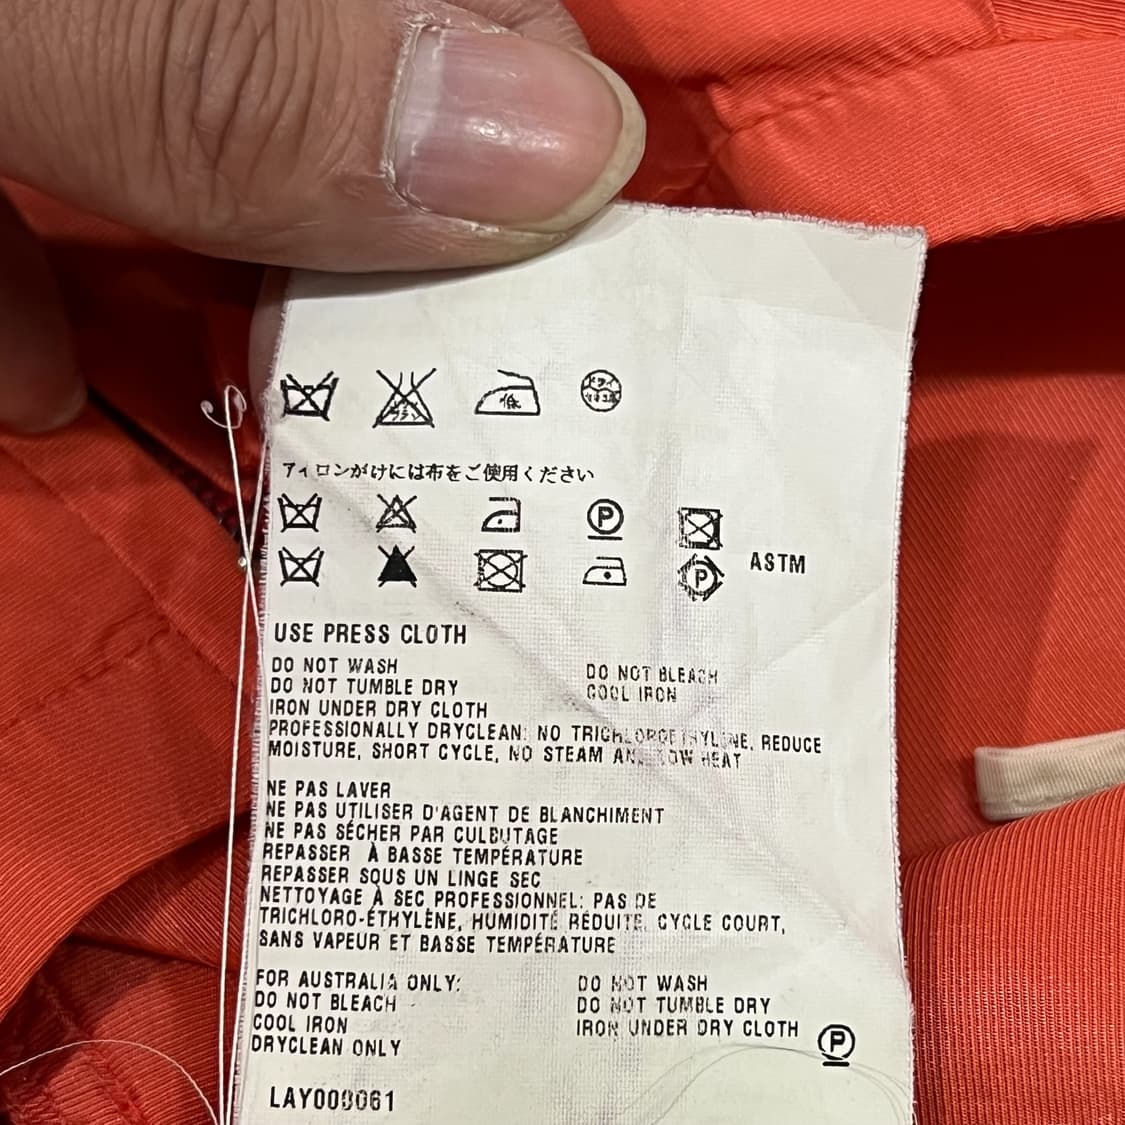 低
ドライ
アイロンがけには布をご使用ください
P
P
ASTM
USE PRESS CLOTH
DO NOT WASH
DO NOT TUMBLE DRY
IRON UNDER DRY CLOTH
DO NOT BLEACH
COOL IRON
PROFESSIONALLY DRYCLEAN: NO TRICHLOROETHYLENE, REDUCE
MOISTURE, SHORT CYCLE, NO STEAM AND LOW HEAT
NE PAS LAVER
NE PAS UTILISER D'AGENT DE BLANCHIMENT
NE PAS SÉCHER PAR CULBUTAGE
REPASSER À BASSE TEMPÉRATURE
REPASSER SOUS UN LINGE SEC
NETTOYAGE À SEC PROFESSIONNEL: PAS DE
TRICHLORO-ÉTHYLÈNE, HUMIDITÉ RÉDUITE, CYCLE COURT,
SANS VAPEUR ET BASSE TEMPÉRATURE
FOR AUSTRALIA ONLY:
DO NOT BLEACH
COOL IRON
DRYCLEAN ONLY
DO NOT WASH
DO NOT TUMBLE DRY
IRON UNDER DRY CLOTH
P